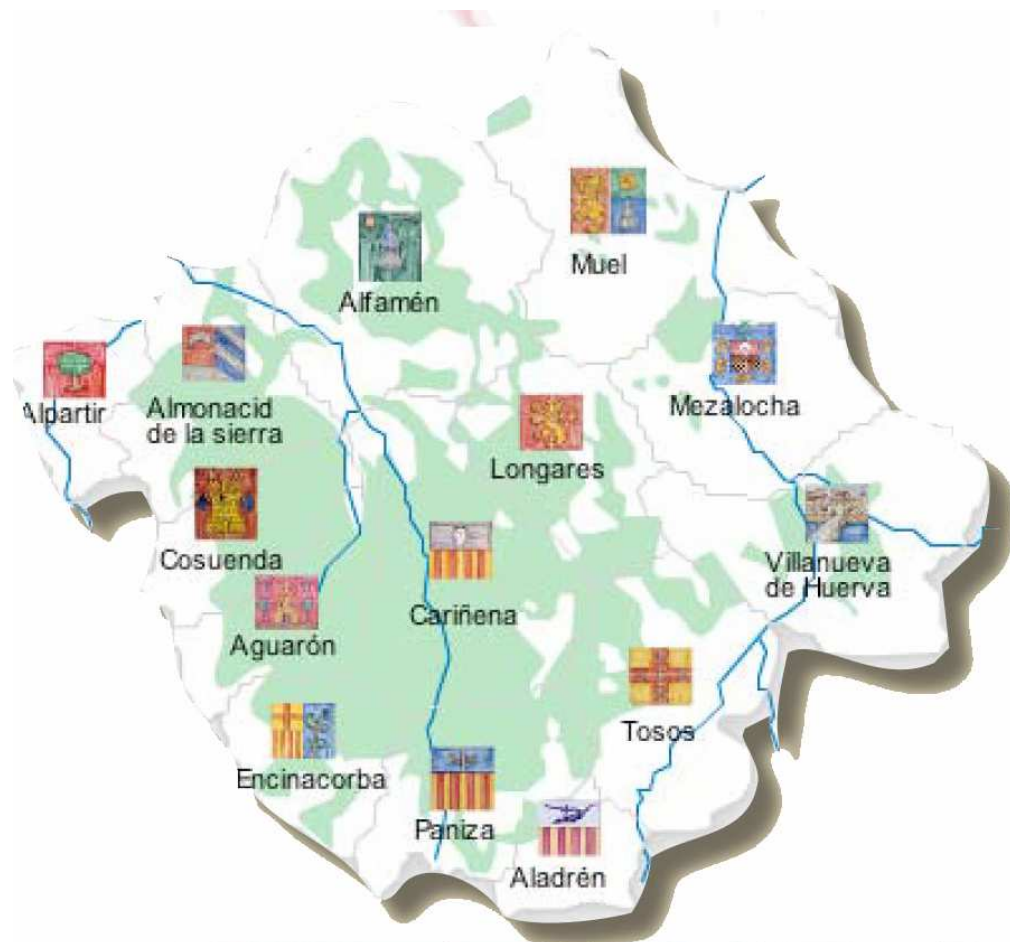 Muel
Alfamén
Alpartir
Almonacid
de la sierra
Mezalocha
Longares
Cosuenda
Villanueva
de Huerva
Cariñena
Aguarón
Tosos
Encinacorba
Paniza
Aladrén